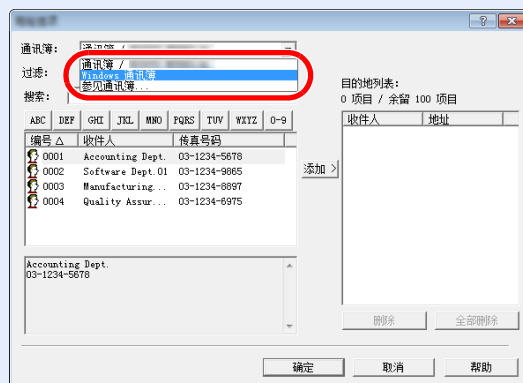 通讯簿:
通讯簿 /
通讯簿 /
Windows 通讯簿
参见通讯簿...
过滤:
搜索:
目的地列表:
0 项目 / 余留 100 项目
ABC DEF GHI JKL MNO PQRS TUV WXYZ 0-9
编号 收件人 传真号码
收件人 地址
0001 Accounting Dept. 03-1234-5678
0002 Software Dept.01 03-1234-9865
0003 Manufacturing... 03-1234-8897
0004 Quality Assur... 03-1234-6975
添加 >
Accounting Dept.
03-1234-5678
删除 全部删除
确定 取消 帮助